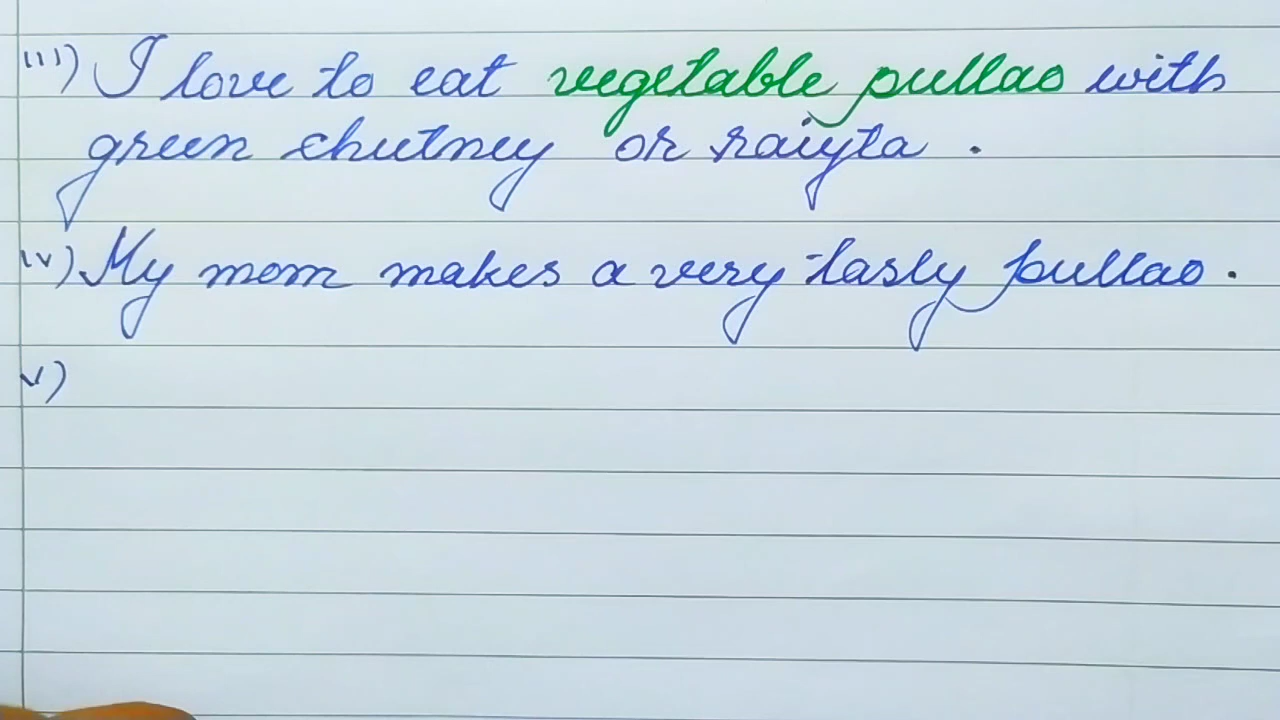 iii) I love to eat vegetable pullao with
green chutney or raiyta .
iv) My mom makes a very tasty pullao .
v)